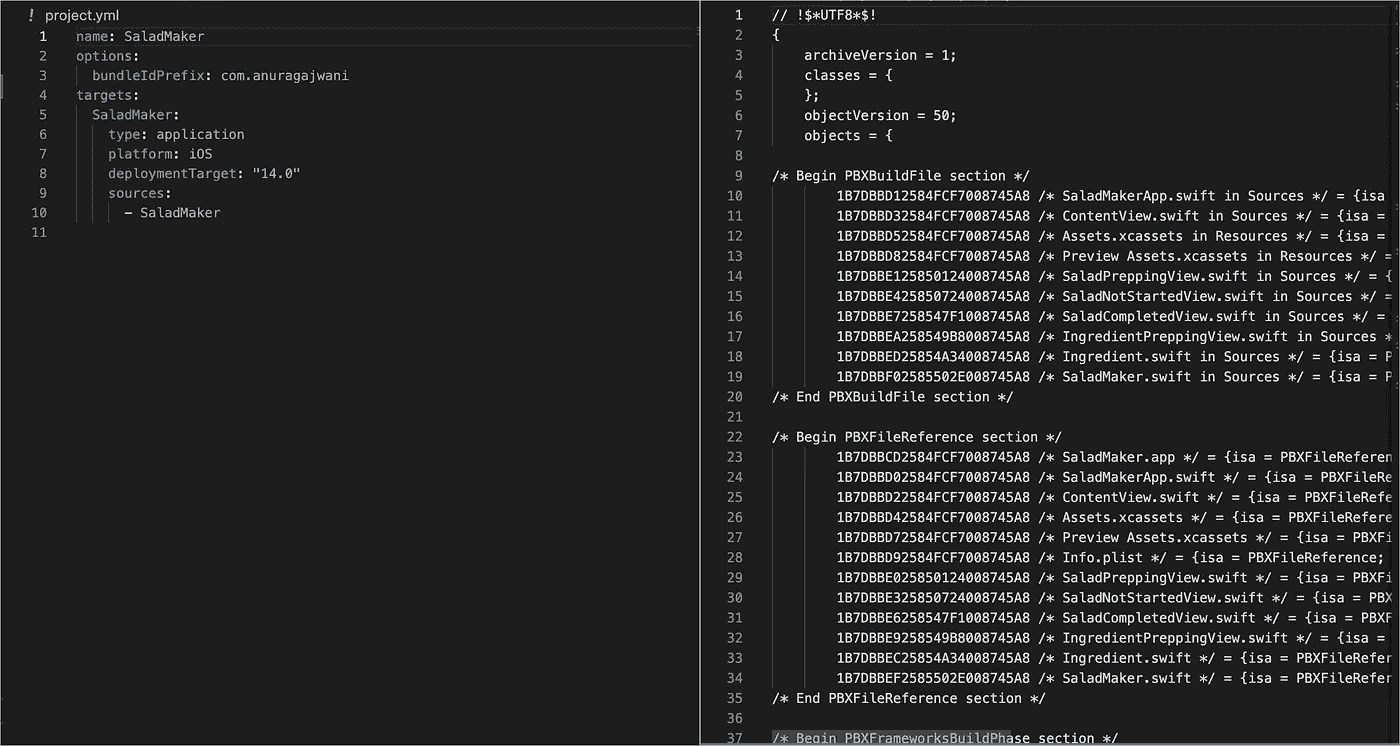 ! project.yml
1 name: SaladMaker
2 options:
3 bundleIdPrefix: com.anuragajwani
4 targets:
5 SaladMaker:
6 type: application
7 platform: iOS
8 deploymentTarget: "14.0"
9 sources:
10 - SaladMaker
11
1 // !$*UTF8*$!
2 {
3 archiveVersion = 1;
4 classes = {
5 };
6 objectVersion = 50;
7 objects = {
8
9 /* Begin PBXBuildFile section */
10 1B7DBBD12584FCF7008745A8 /* SaladMakerApp.swift in Sources */ = {isa
11 1B7DBBD32584FCF7008745A8 /* ContentView.swift in Sources */ = {isa =
12 1B7DBBD52584FCF7008745A8 /* Assets.xcassets in Resources */ = {isa =
13 1B7DBBD82584FCF7008745A8 /* Preview Assets.xcassets in Resources */ =
14 1B7DBBE125850124008745A8 /* SaladPreppingView.swift in Sources */ = {
15 1B7DBBE425850724008745A8 /* SaladNotStartedView.swift in Sources */ =
16 1B7DBBE7258547F1008745A8 /* SaladCompletedView.swift in Sources */ =
17 1B7DBBEA258549B8008745A8 /* IngredientPreppingView.swift in Sources *
18 1B7DBBED25854A34008745A8 /* Ingredient.swift in Sources */ = {isa = P
19 1B7DBBF02585502E008745A8 /* SaladMaker.swift in Sources */ = {isa = P
20 /* End PBXBuildFile section */
21
22 /* Begin PBXFileReference section */
23 1B7DBBCD2584FCF7008745A8 /* SaladMaker.app */ = {isa = PBXFileReferen
24 1B7DBBD02584FCF7008745A8 /* SaladMakerApp.swift */ = {isa = PBXFileRe
25 1B7DBBD22584FCF7008745A8 /* ContentView.swift */ = {isa = PBXFileRefe
26 1B7DBBD42584FCF7008745A8 /* Assets.xcassets */ = {isa = PBXFileRefere
27 1B7DBBD72584FCF7008745A8 /* Preview Assets.xcassets */ = {isa = PBXFi
28 1B7DBBD92584FCF7008745A8 /* Info.plist */ = {isa = PBXFileReference;
29 1B7DBBE025850124008745A8 /* SaladPreppingView.swift */ = {isa = PBXFi
30 1B7DBBE325850724008745A8 /* SaladNotStartedView.swift */ = {isa = PBX
31 1B7DBBE6258547F1008745A8 /* SaladCompletedView.swift */ = {isa = PBXF
32 1B7DBBE9258549B8008745A8 /* IngredientPreppingView.swift */ = {isa =
33 1B7DBBEC25854A34008745A8 /* Ingredient.swift */ = {isa = PBXFileRefer
34 1B7DBBEF2585502E008745A8 /* SaladMaker.swift */ = {isa = PBXFileRefer
35 /* End PBXFileReference section */
36
37 /* Begin PBXFrameworksBuildPhase section */